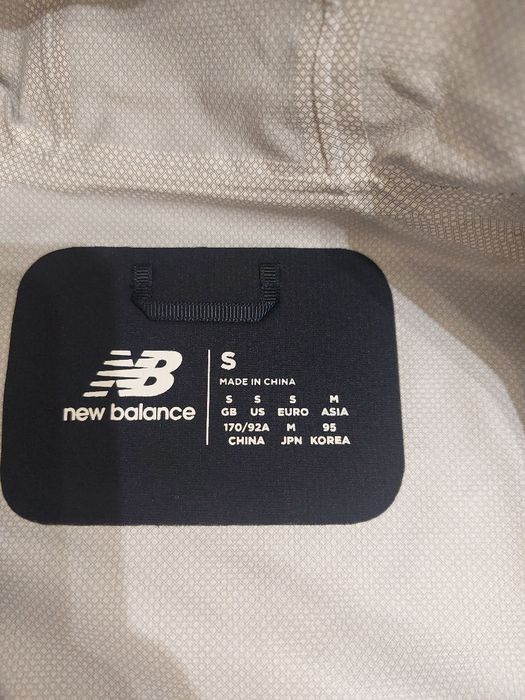 NB
new balance
S
MADE IN CHINA
S S S M
GB US EURO ASIA
170/92A M 95
CHINA JPN KOREA